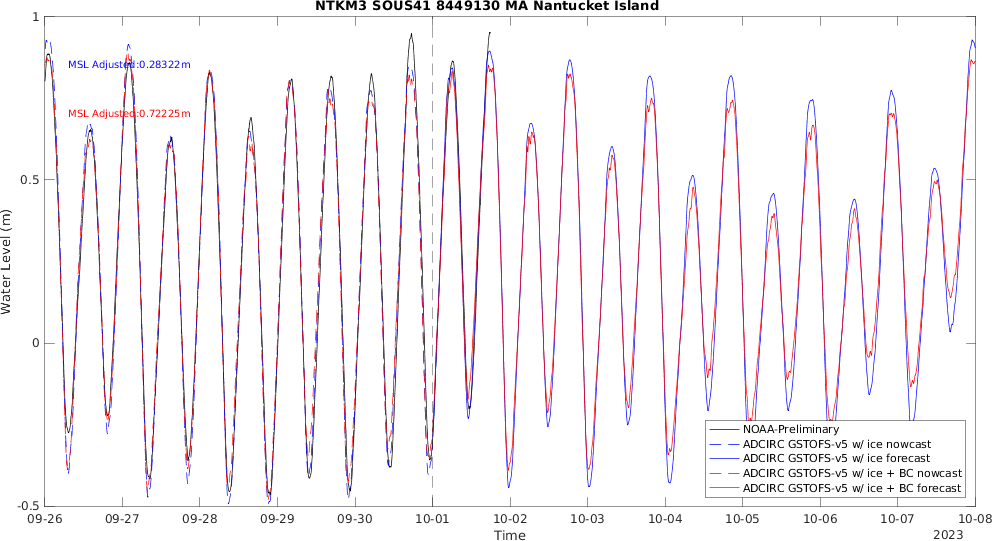 NTKM3 SOUS41 8449130 MA Nantucket Island
1
MSL Adjusted:0.28322m
MSL Adjusted:0.72225m
0.5
Water Level (m)
0
-0.5
NOAA-Preliminary
ADCIRC GSTOFS-v5 w/ ice nowcast
ADCIRC GSTOFS-v5 w/ ice forecast
ADCIRC GSTOFS-v5 w/ ice + BC nowcast
ADCIRC GSTOFS-v5 w/ ice + BC forecast
09-26 09-27 09-28 09-29 09-30 10-01 10-02 10-03 10-04 10-05 10-06 10-07 10-08
Time
2023